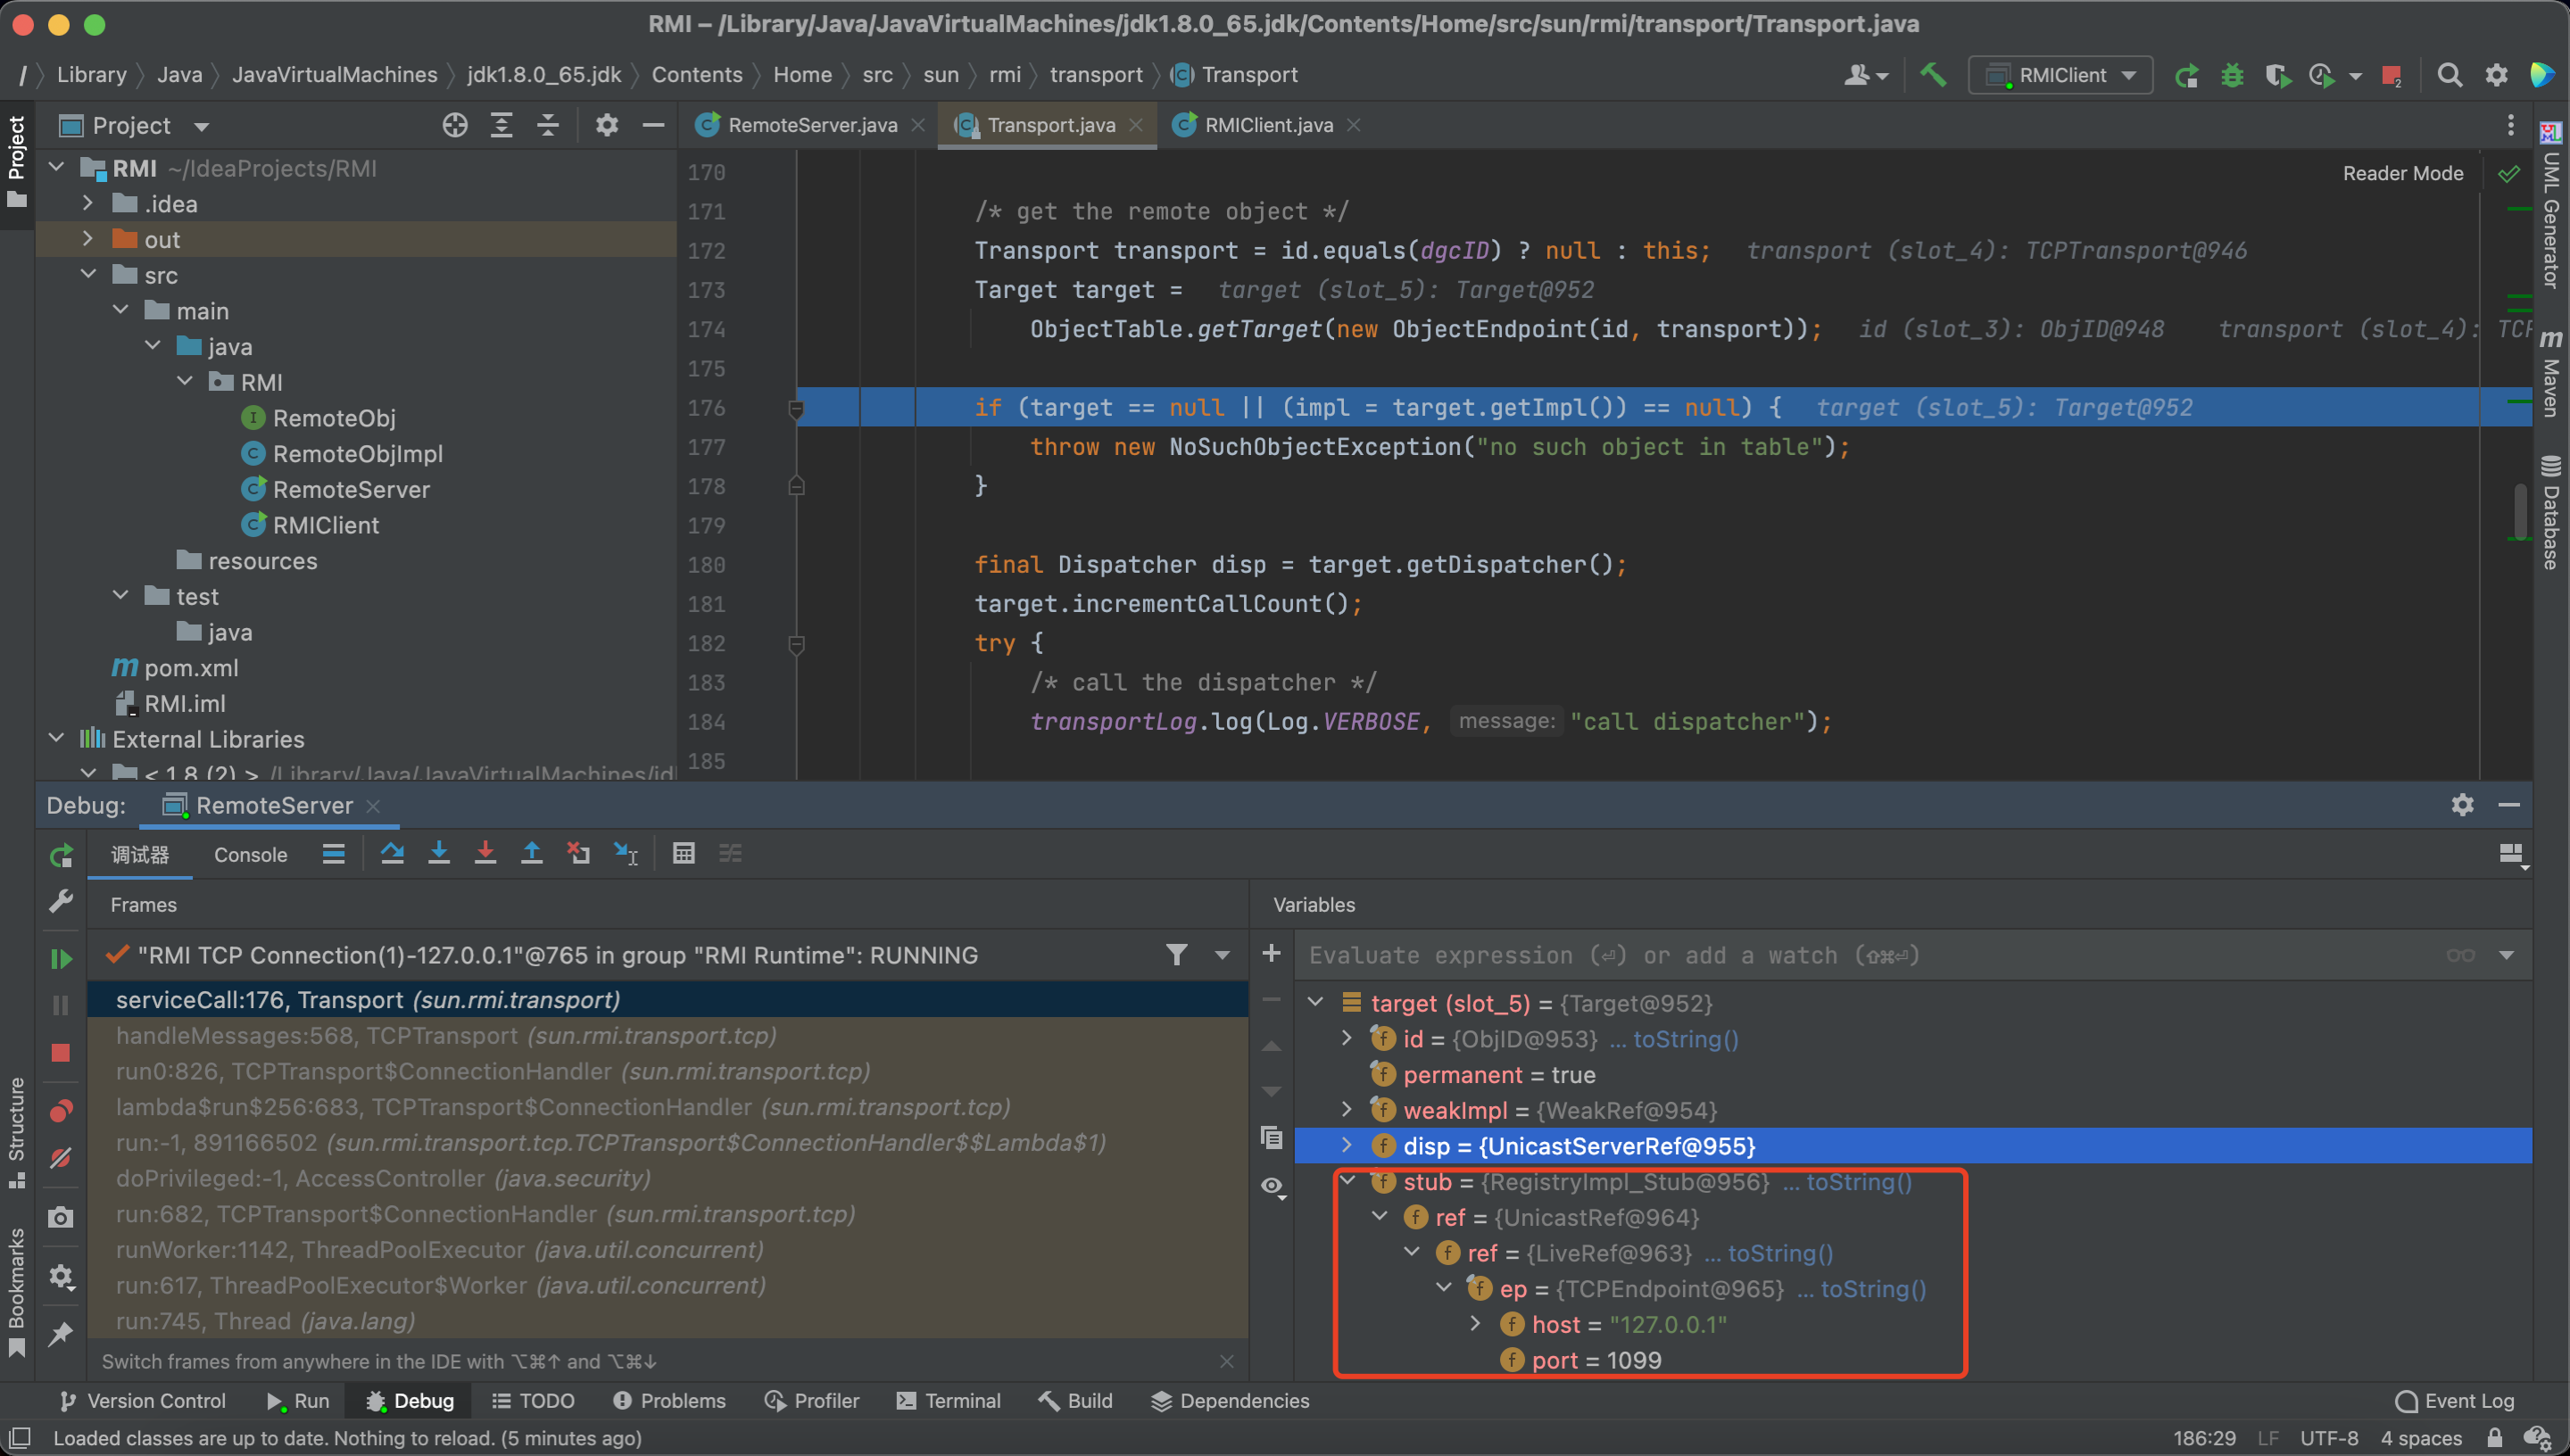 RMI – /Library/Java/JavaVirtualMachines/jdk1.8.0_65.jdk/Contents/Home/src/sun/rmi/transport/Transport.java
/ Library Java JavaVirtualMachines jdk1.8.0_65.jdk Contents Home src sun rmi transport Transport
RMIClient
2
Project
RemoteServer.java
Transport.java
RMIClient.java
Project
RMI ~/IdeaProjects/RMI
.idea
out
src
main
java
RMI
RemoteObj
RemoteObjImpl
RemoteServer
RMIClient
resources
test
java
pom.xml
RMI.iml
External Libraries
< 1.8 (2) > /Library/Java/JavaVirtualMachines/jd
Reader Mode
170
171 /* get the remote object */
172 Transport transport = id.equals(dgcID) ? null : this; transport (slot_4): TCPTransport@946
173 Target target = target (slot_5): Target@952
174 ObjectTable.getTarget(new ObjectEndpoint(id, transport)); id (slot_3): ObjID@948 transport (slot_4): TCP
175
176 if (target == null || (impl = target.getImpl()) == null) { target (slot_5): Target@952
177 throw new NoSuchObjectException("no such object in table");
178 }
179
180 final Dispatcher disp = target.getDispatcher();
181 target.incrementCallCount();
182 try {
183 /* call the dispatcher */
184 transportLog.log(Log.VERBOSE, message: "call dispatcher");
185
UML Generator
Maven
Database
Debug: RemoteServer
调试器 Console
Frames
"RMI TCP Connection(1)-127.0.0.1"@765 in group "RMI Runtime": RUNNING
serviceCall:176, Transport (sun.rmi.transport)
handleMessages:568, TCPTransport (sun.rmi.transport.tcp)
run0:826, TCPTransport$ConnectionHandler (sun.rmi.transport.tcp)
lambda$run$256:683, TCPTransport$ConnectionHandler (sun.rmi.transport.tcp)
run:-1, 891166502 (sun.rmi.transport.tcp.TCPTransport$ConnectionHandler$$Lambda$1)
doPrivileged:-1, AccessController (java.security)
run:682, TCPTransport$ConnectionHandler (sun.rmi.transport.tcp)
runWorker:1142, ThreadPoolExecutor (java.util.concurrent)
run:617, ThreadPoolExecutor$Worker (java.util.concurrent)
run:745, Thread (java.lang)
Switch frames from anywhere in the IDE with ⌥⌘↑ and ⌥⌘↓
Variables
Evaluate expression (⏎) or add a watch (⇧⌘⏎)
target (slot_5) = {Target@952}
id = {ObjID@953} ... toString()
permanent = true
weakImpl = {WeakRef@954}
disp = {UnicastServerRef@955}
stub = {RegistryImpl_Stub@956} ... toString()
ref = {UnicastRef@964}
ref = {LiveRef@963} ... toString()
ep = {TCPEndpoint@965} ... toString()
host = "127.0.0.1"
port = 1099
Structure
Bookmarks
Version Control Run Debug TODO Problems Profiler Terminal Build Dependencies Event Log
Loaded classes are up to date. Nothing to reload. (5 minutes ago) 186:29 LF UTF-8 4 spaces